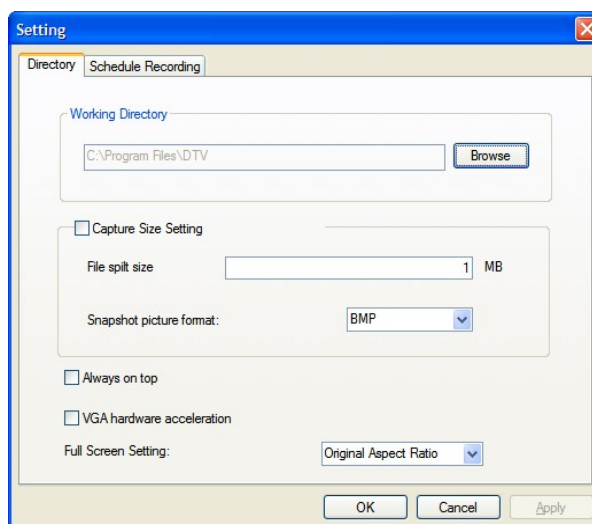 Setting
Directory Schedule Recording
Working Directory
C:\Program Files\DTV Browse
Capture Size Setting
File spilt size 1 MB
Snapshot picture format: BMP
Always on top
VGA hardware acceleration
Full Screen Setting: Original Aspect Ratio
OK Cancel Apply